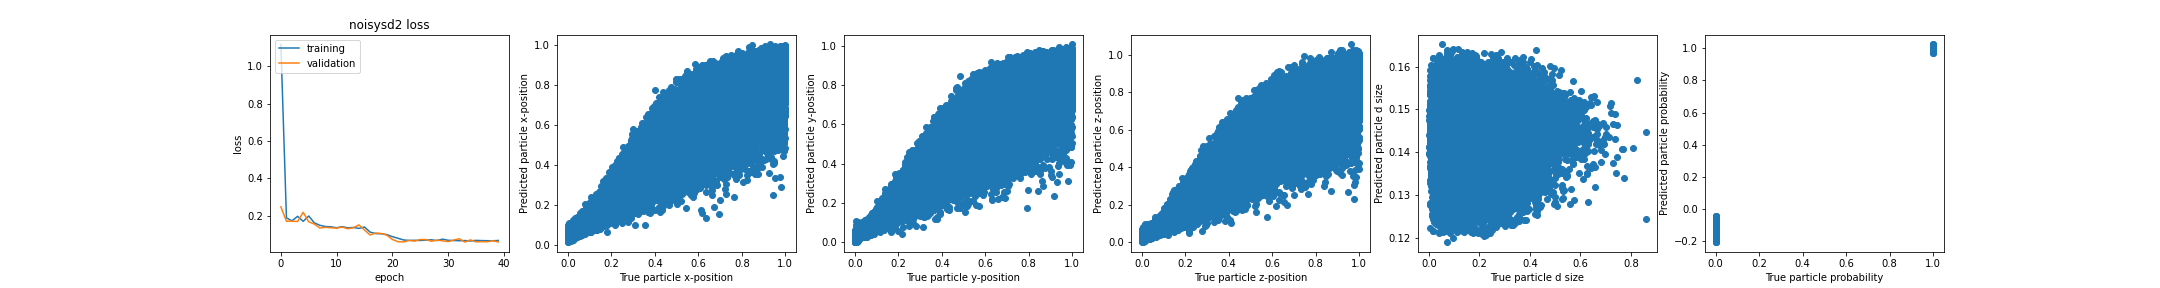 noisysd2 loss
training
validation
loss
1.0
0.8
0.6
0.4
0.2
0 10 20 30 40
epoch
Predicted particle x-position
1.0
0.8
0.6
0.4
0.2
0.0
0.0 0.2 0.4 0.6 0.8 1.0
True particle x-position
Predicted particle y-position
1.0
0.8
0.6
0.4
0.2
0.0
0.0 0.2 0.4 0.6 0.8 1.0
True particle y-position
Predicted particle z-position
1.0
0.8
0.6
0.4
0.2
0.0
0.0 0.2 0.4 0.6 0.8 1.0
True particle z-position
Predicted particle d size
0.16
0.15
0.14
0.13
0.12
0.0 0.2 0.4 0.6 0.8
True particle d size
Predicted particle probability
1.0
0.8
0.6
0.4
0.2
0.0
−0.2
0.0 0.2 0.4 0.6 0.8 1.0
True particle probability